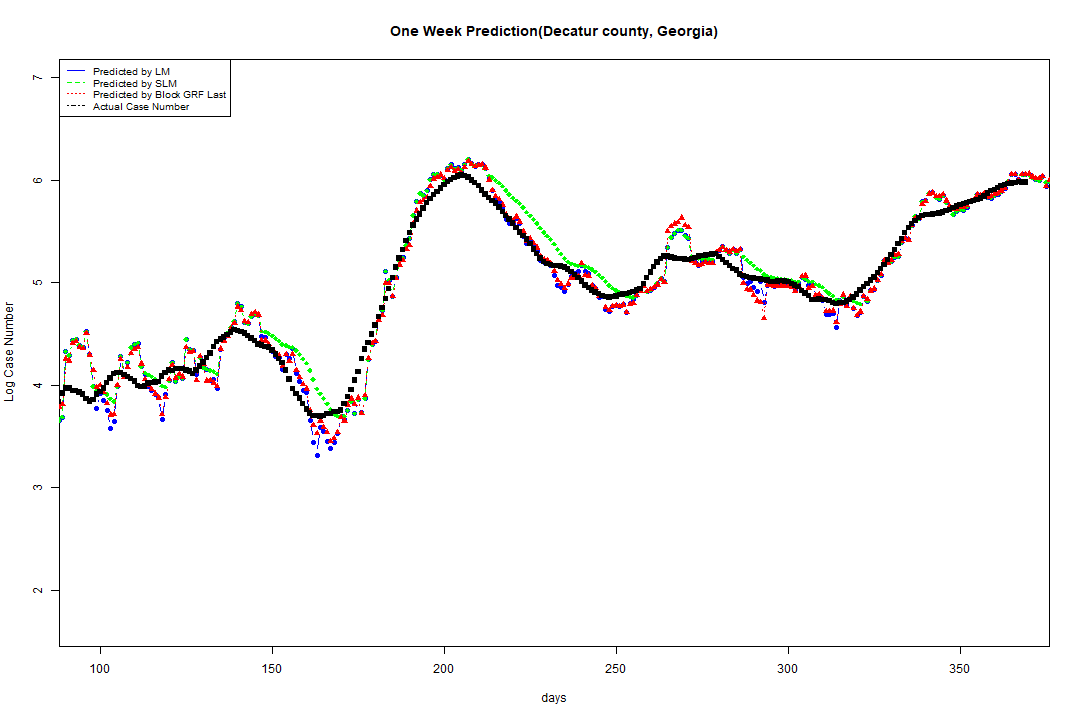 One Week Prediction(Decatur county, Georgia)
Predicted by LM
Predicted by SLM
Predicted by Block GRF Last
Actual Case Number
7
6
5
4
3
2
Log Case Number
100 150 200 250 300 350
days